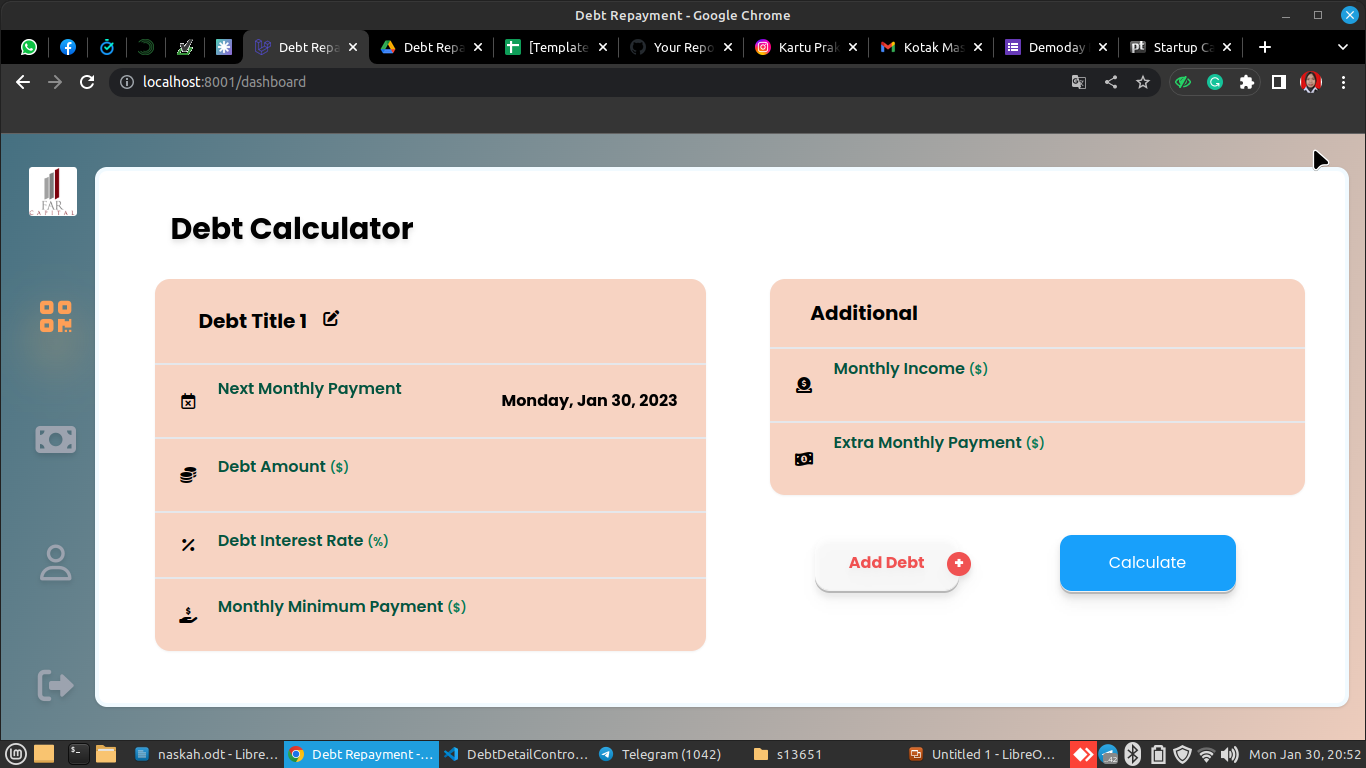 Debt Repayment - Google Chrome
Debt Repa
Debt Repa
[Template
Your Repo
Kartu Prak
Kotak Mas
Demoday
pt
Startup Ca
localhost:8001/dashboard
FAR
CAPITAL
Debt Calculator
Debt Title 1
Next Monthly Payment
Monday, Jan 30, 2023
Debt Amount ($)
Debt Interest Rate (%)
Monthly Minimum Payment ($)
Additional
Monthly Income ($)
Extra Monthly Payment ($)
Add Debt
Calculate
naskah.odt - Libre...
Debt Repayment -...
DebtDetailContro...
Telegram (1042)
s13651
Untitled 1 - LibreO...
Mon Jan 30, 20:52